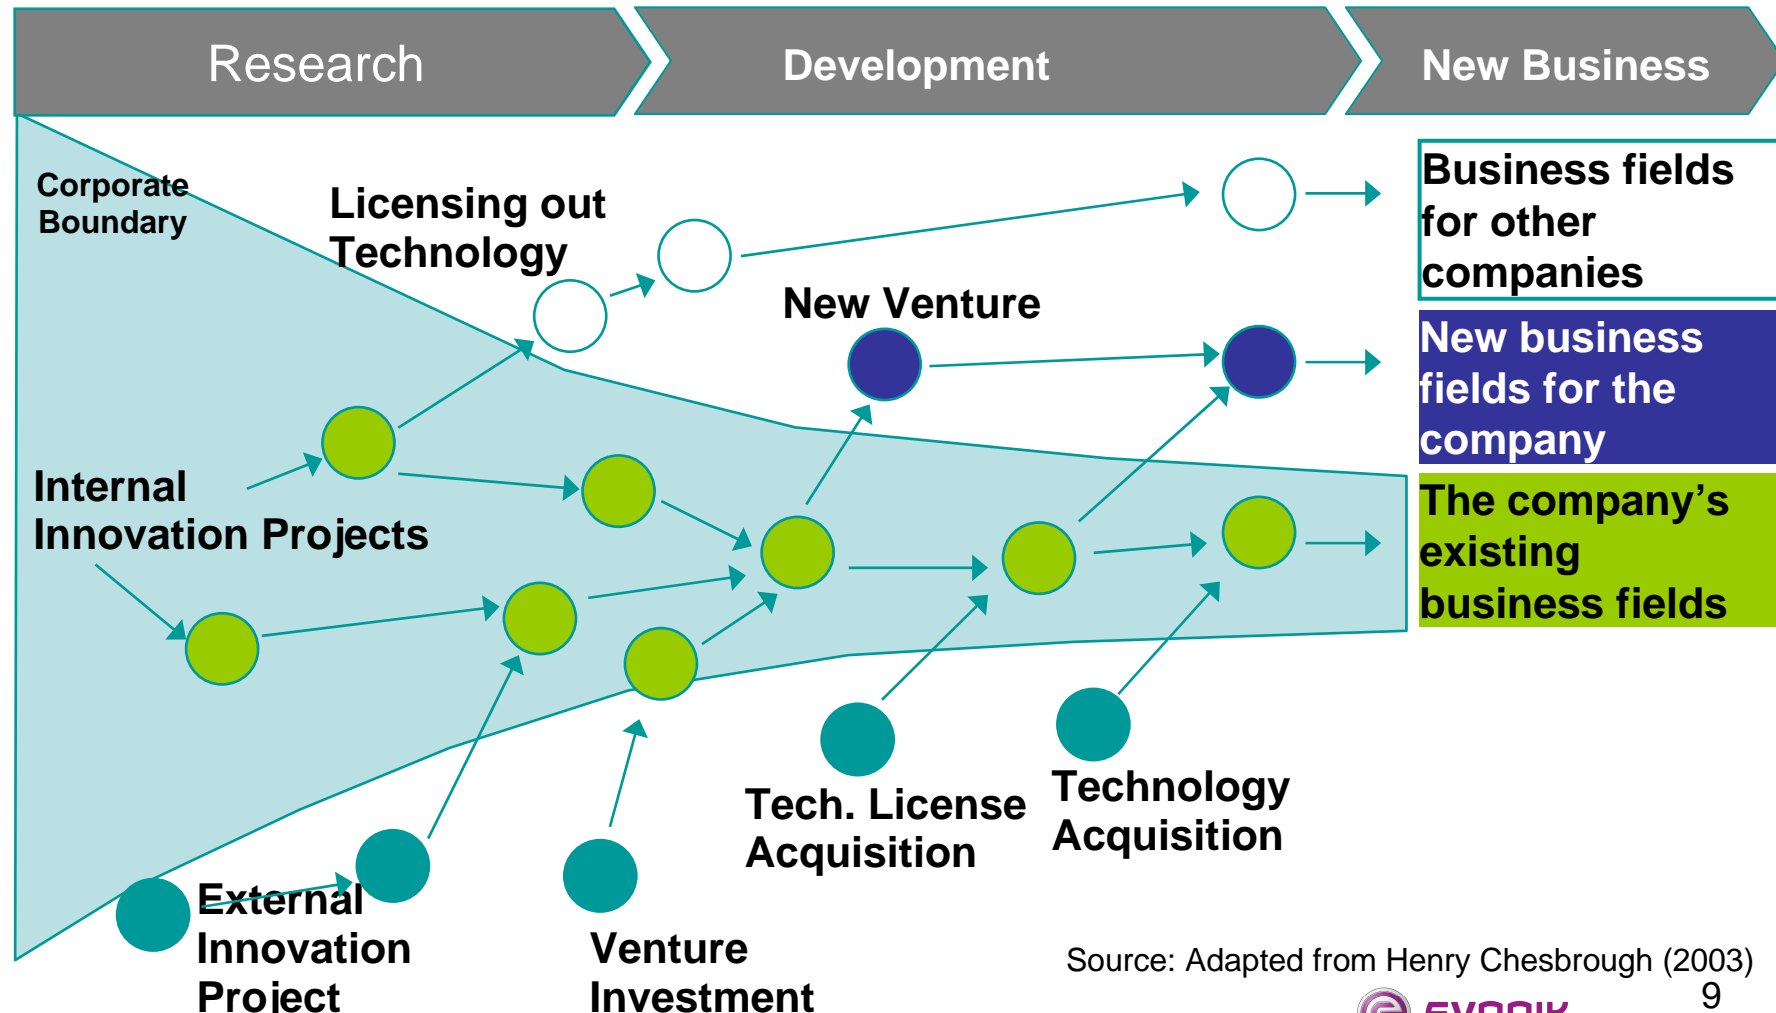 Research
Development
New Business
Corporate
Boundary
Licensing out
Technology
New Venture
Business fields
for other
companies
New business
fields for the
company
The company’s
existing
business fields
Internal
Innovation Projects
Tech. License
Acquisition
Technology
Acquisition
External
Innovation
Project
Venture
Investment
Source: Adapted from Henry Chesbrough (2003)
9